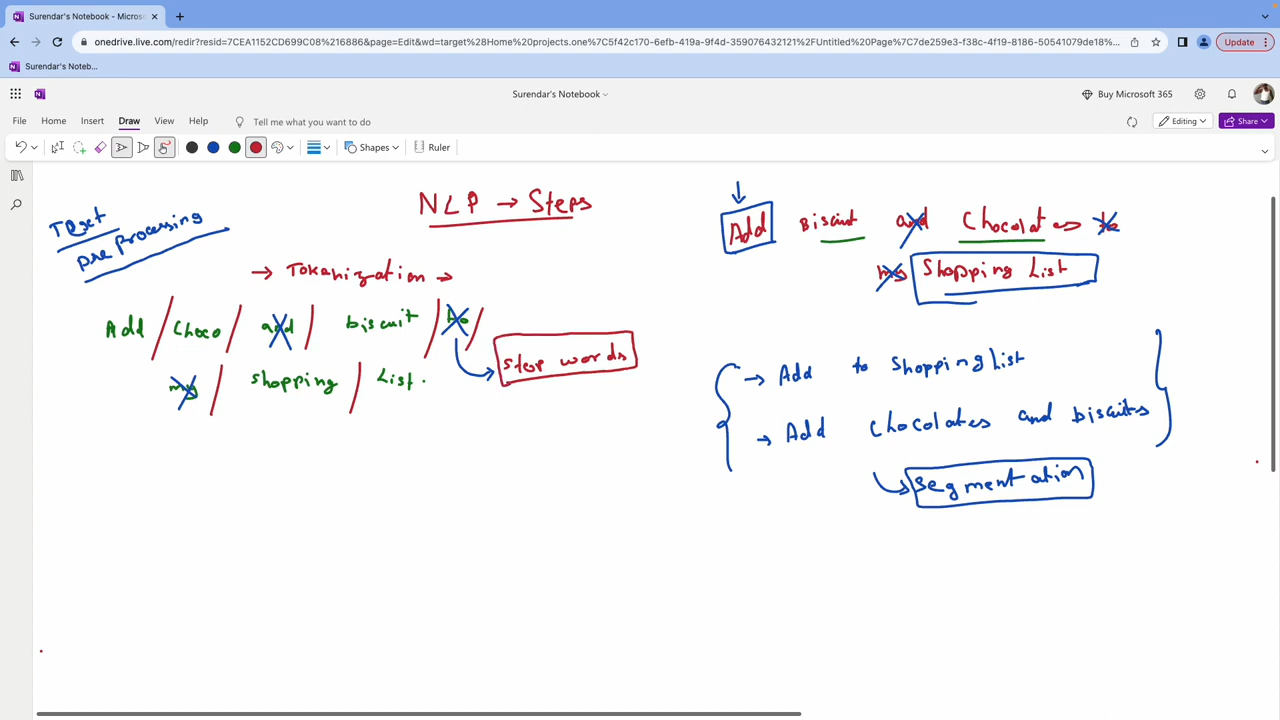 Surendar's Notebook - Micros
onedrive.live.com/redir?resid=7CEA1152CD699C08%216886&page=Edit&wd=target%28Home%20projects.one%7C5f42c170-6efb-419a-9f4d-359076432121%2FUntitled%20Page%7C7de259e3-f38c-4f19-8186-50541079de18%...
Update
Surendar's Noteb...
Surendar's Notebook
Buy Microsoft 365
File Home Insert Draw View Help Tell me what you want to do
Editing
Share
Shapes
Ruler
Text
pre processing
NLP → Steps
→ Tokenization →
Add / Choco / and / biscuit / to /
my / shopping / List.
Stop words
Add Biscuit and Chocolates to
my Shopping List
→ Add to Shopping List
→ Add chocolates and biscuits
Segmentation